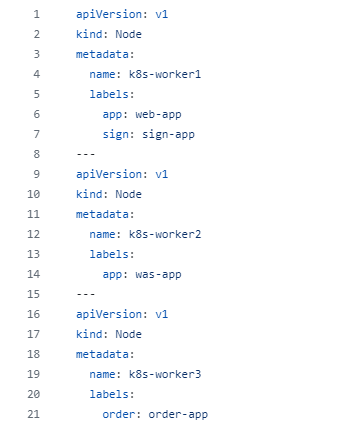 1 apiVersion: v1
2 kind: Node
3 metadata:
4   name: k8s-worker1
5   labels:
6     app: web-app
7     sign: sign-app
8 ---
9 apiVersion: v1
10 kind: Node
11 metadata:
12   name: k8s-worker2
13   labels:
14     app: was-app
15 ---
16 apiVersion: v1
17 kind: Node
18 metadata:
19   name: k8s-worker3
20   labels:
21     order: order-app